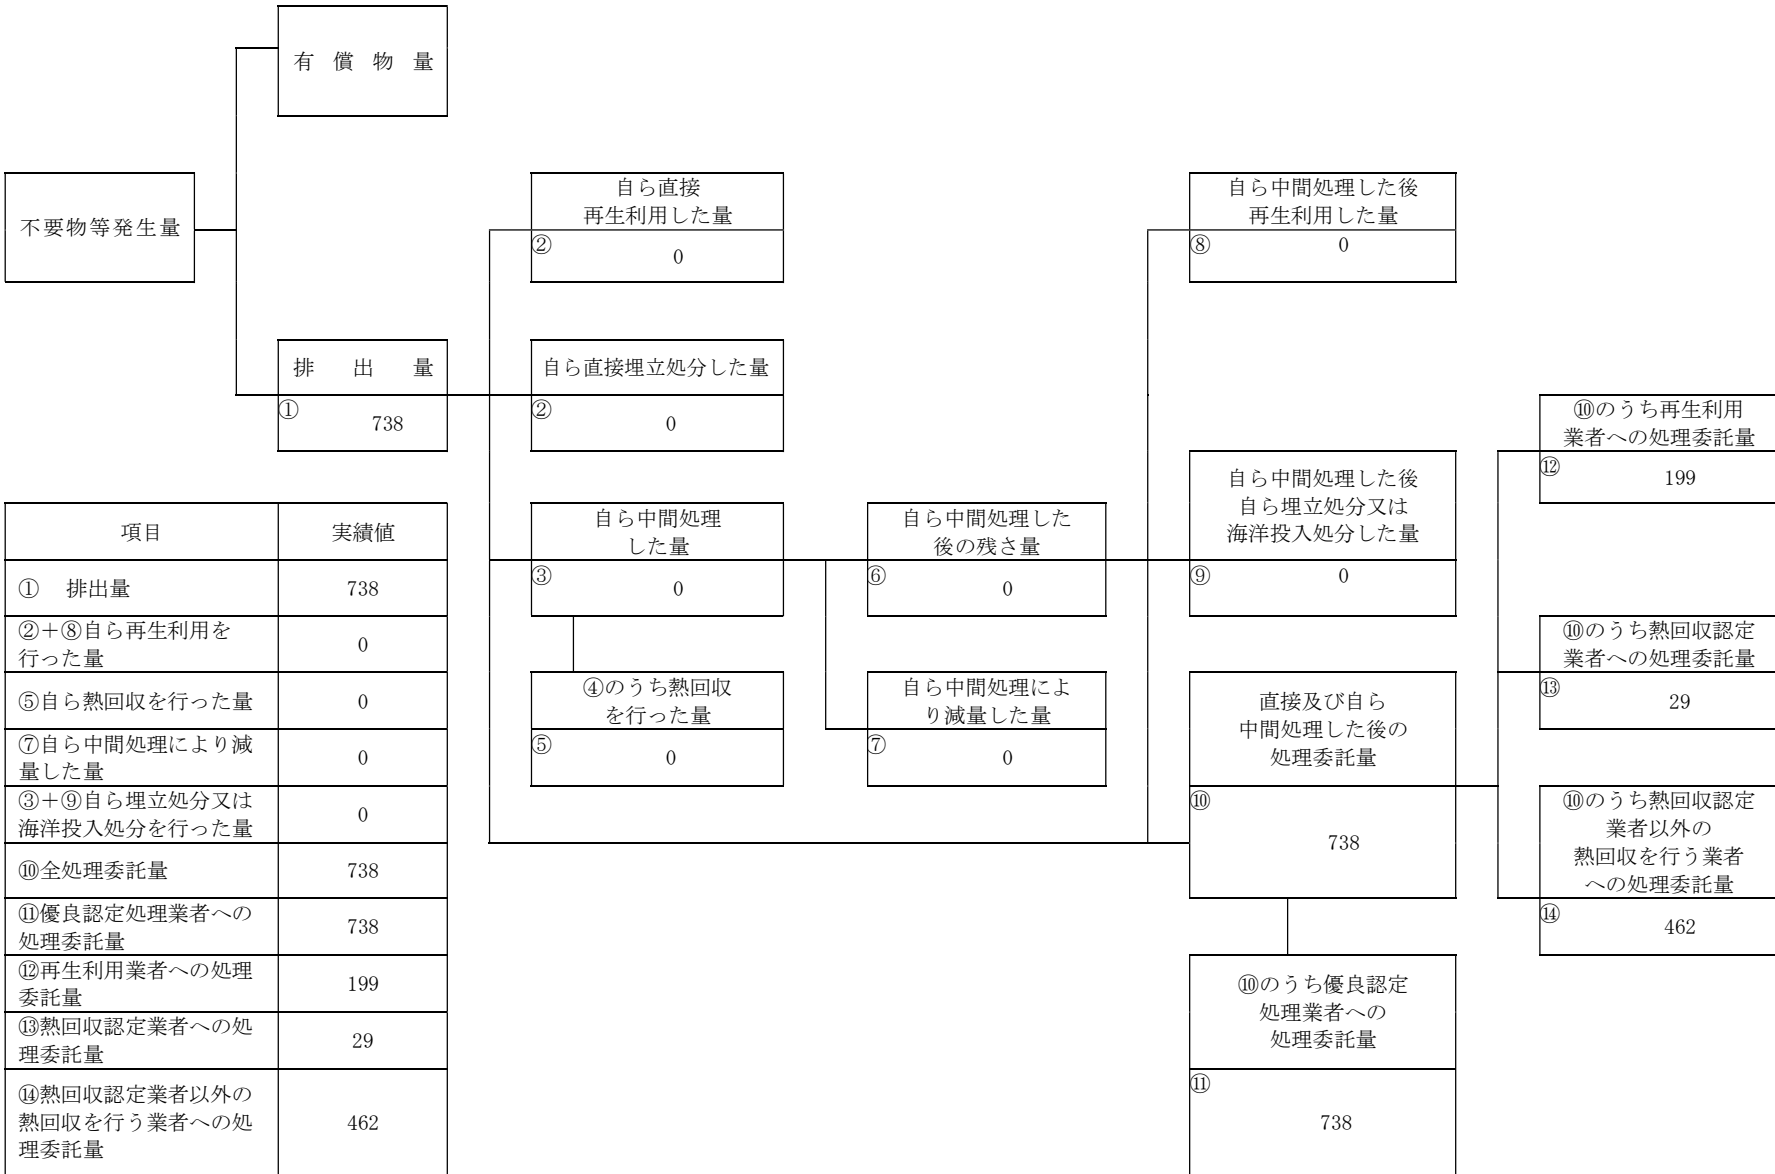 有償物量
不要物等発生量
自ら直接
再生利用した量
② 0
自ら中間処理した後
再生利用した量
⑧ 0
排出量
① 738
自ら直接埋立処分した量
② 0
⑩のうち再生利用
業者への処理委託量
⑫ 199
自ら中間処理
した量
③ 0
自ら中間処理した
後の残さ量
⑥ 0
自ら中間処理した後
自ら埋立処分又は
海洋投入処分した量
⑨ 0
⑩のうち熱回収認定
業者への処理委託量
⑬ 29
④のうち熱回収
を行った量
⑤ 0
自ら中間処理によ
り減量した量
⑦ 0
直接及び自ら
中間処理した後の
処理委託量
⑩
738
⑩のうち熱回収認定
業者以外の
熱回収を行う業者
への処理委託量
⑭ 462
⑩のうち優良認定
処理業者への
処理委託量
⑪
738
項目 実績値
① 排出量 738
②+⑧自ら再生利用を
行った量 0
⑤自ら熱回収を行った量 0
⑦自ら中間処理により減
量した量 0
③+⑨自ら埋立処分又は
海洋投入処分を行った量 0
⑩全処理委託量 738
⑪優良認定処理業者への
処理委託量 738
⑫再生利用業者への処理
委託量 199
⑬熱回収認定業者への処
理委託量 29
⑭熱回収認定業者以外の
熱回収を行う業者への処 462
理委託量